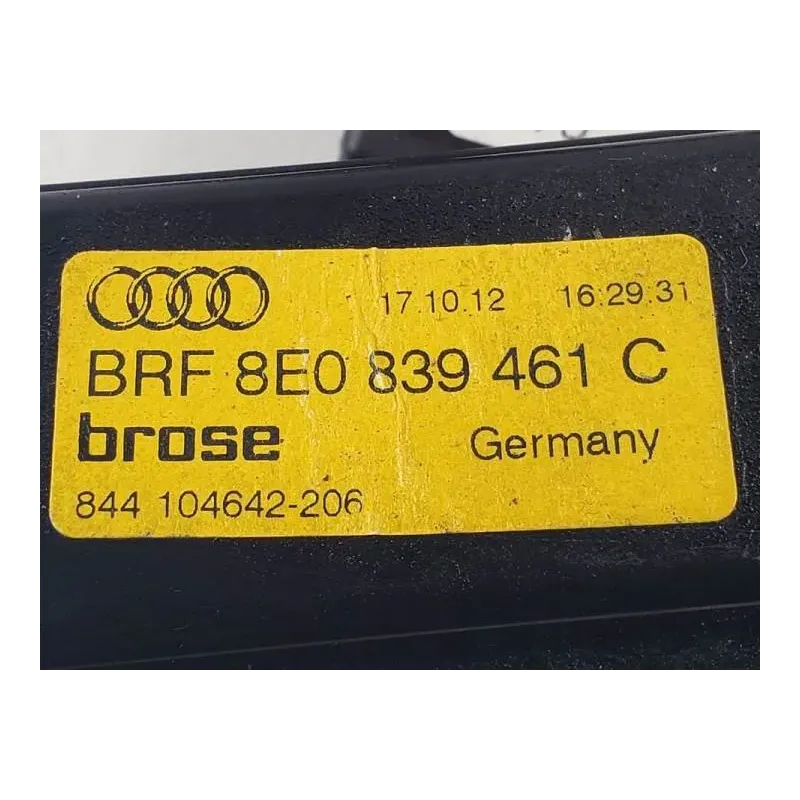 17.10.12 16:29.31
BRF 8E0 839 461 C
brose Germany
844 104642-206